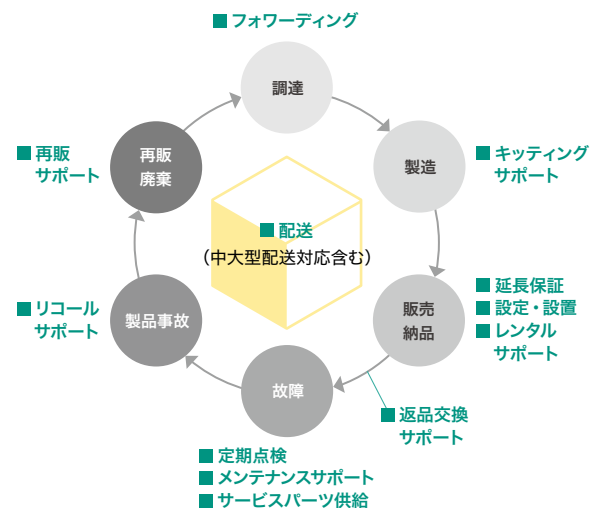 ■ フォワーディング
調達
■ 再販
サポート
再販
廃棄
製造
■ キッティング
サポート
■ 配送
（中大型配送対応含む）
■ リコール
サポート
製品事故
販売
納品
■ 延長保証
■ 設定・設置
■ レンタル
サポート
故障
■ 返品交換
サポート
■ 定期点検
■ メンテナンスサポート
■ サービスパーツ供給